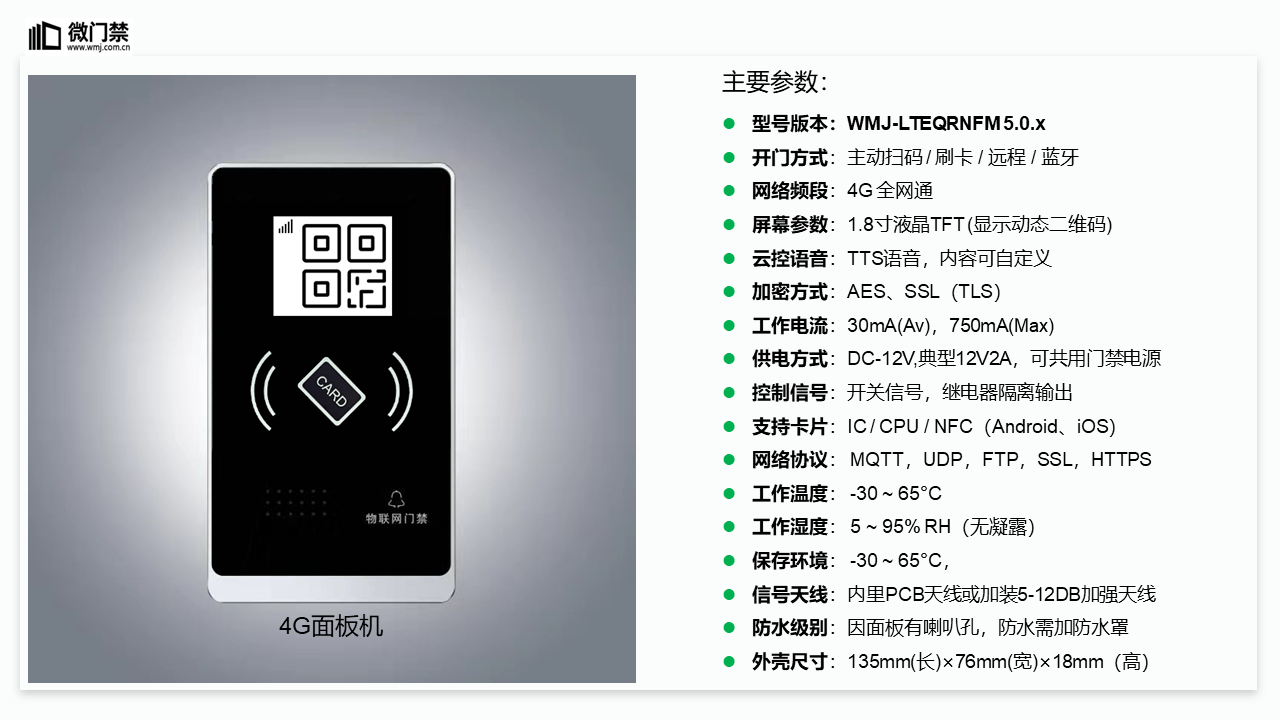 微门禁
www.wmj.com.cn
CARD
物联网门禁
4G面板机
主要参数：
型号版本：WMJ-LTEQRNFM 5.0.x
开门方式：主动扫码 / 刷卡 / 远程 / 蓝牙
网络频段：4G 全网通
屏幕参数：1.8寸液晶TFT (显示动态二维码)
云控语音：TTS语音，内容可自定义
加密方式：AES、SSL（TLS）
工作电流：30mA(Av)，750mA(Max)
供电方式：DC-12V,典型12V2A，可共用门禁电源
控制信号：开关信号，继电器隔离输出
支持卡片：IC / CPU / NFC（Android、iOS）
网络协议：MQTT，UDP，FTP，SSL，HTTPS
工作温度：-30 ~ 65°C
工作湿度：5 ~ 95% RH（无凝露）
保存环境：-30 ~ 65°C，
信号天线：内里PCB天线或加装5-12DB加强天线
防水级别：因面板有喇叭孔，防水需加防水罩
外壳尺寸：135mm(长)×76mm(宽)×18mm（高）